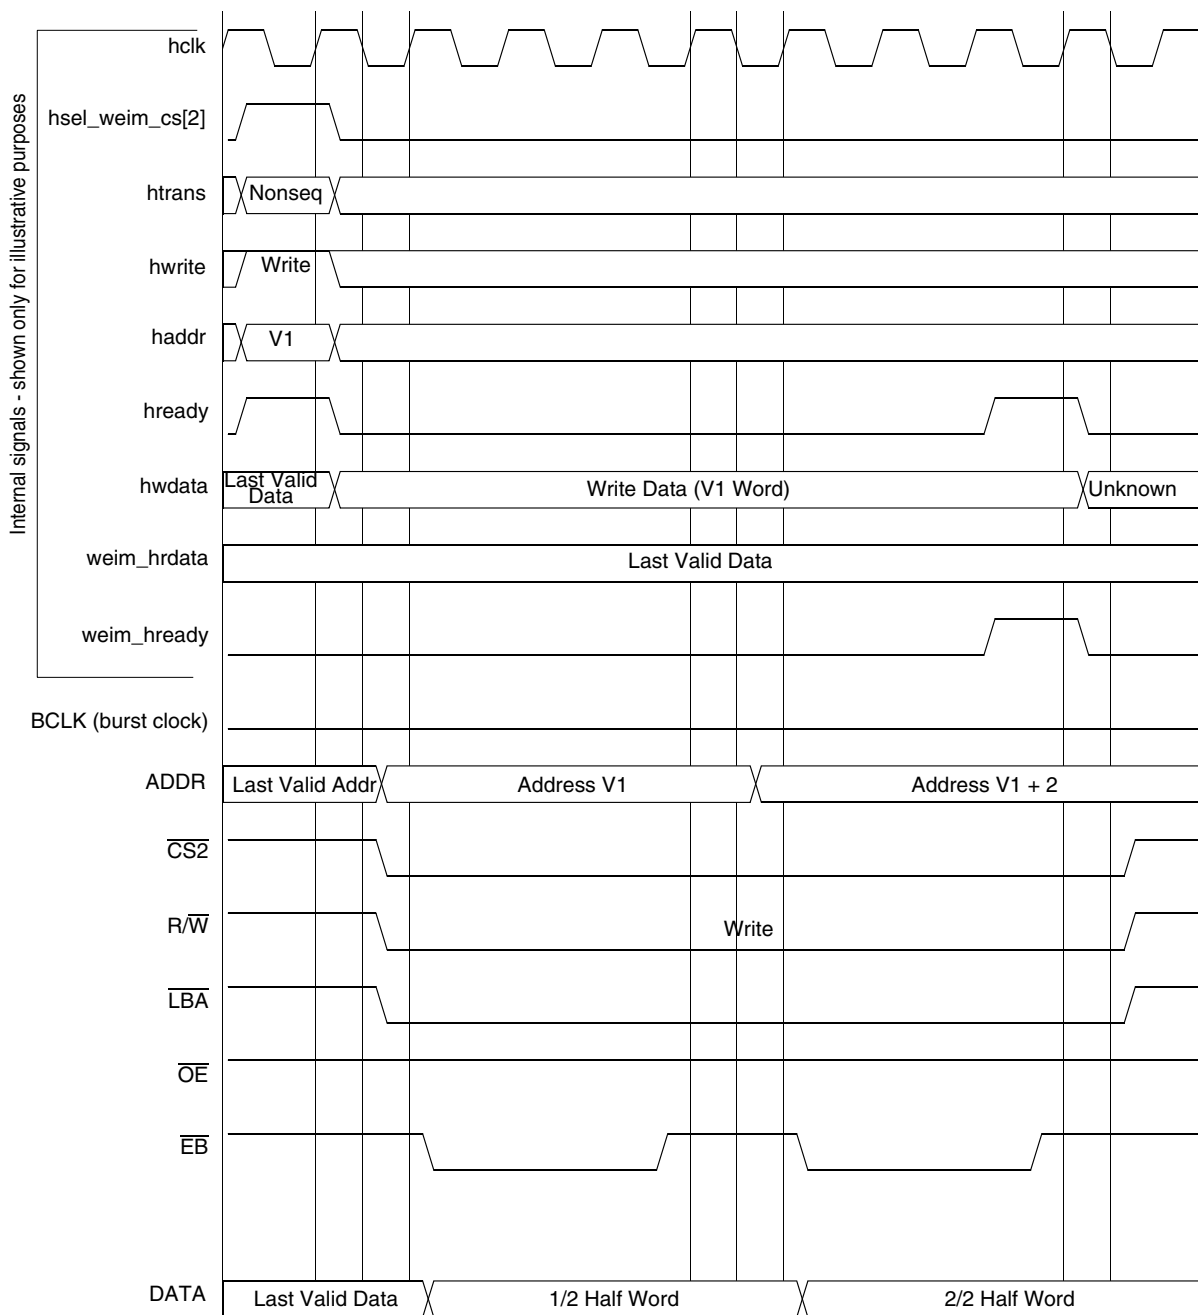 Internal signals - shown only for illustrative purposes
hclk
hsel_weim_cs[2]
htrans Nonseq
hwrite Write
haddr V1
hready
hwdata Last Valid Data Write Data (V1 Word) Unknown
weim_hrdata Last Valid Data
weim_hready
BCLK (burst clock)
ADDR Last Valid Addr Address V1 Address V1 + 2
CS2
R/W Write
LBA
OE
EB
DATA Last Valid Data 1/2 Half Word 2/2 Half Word